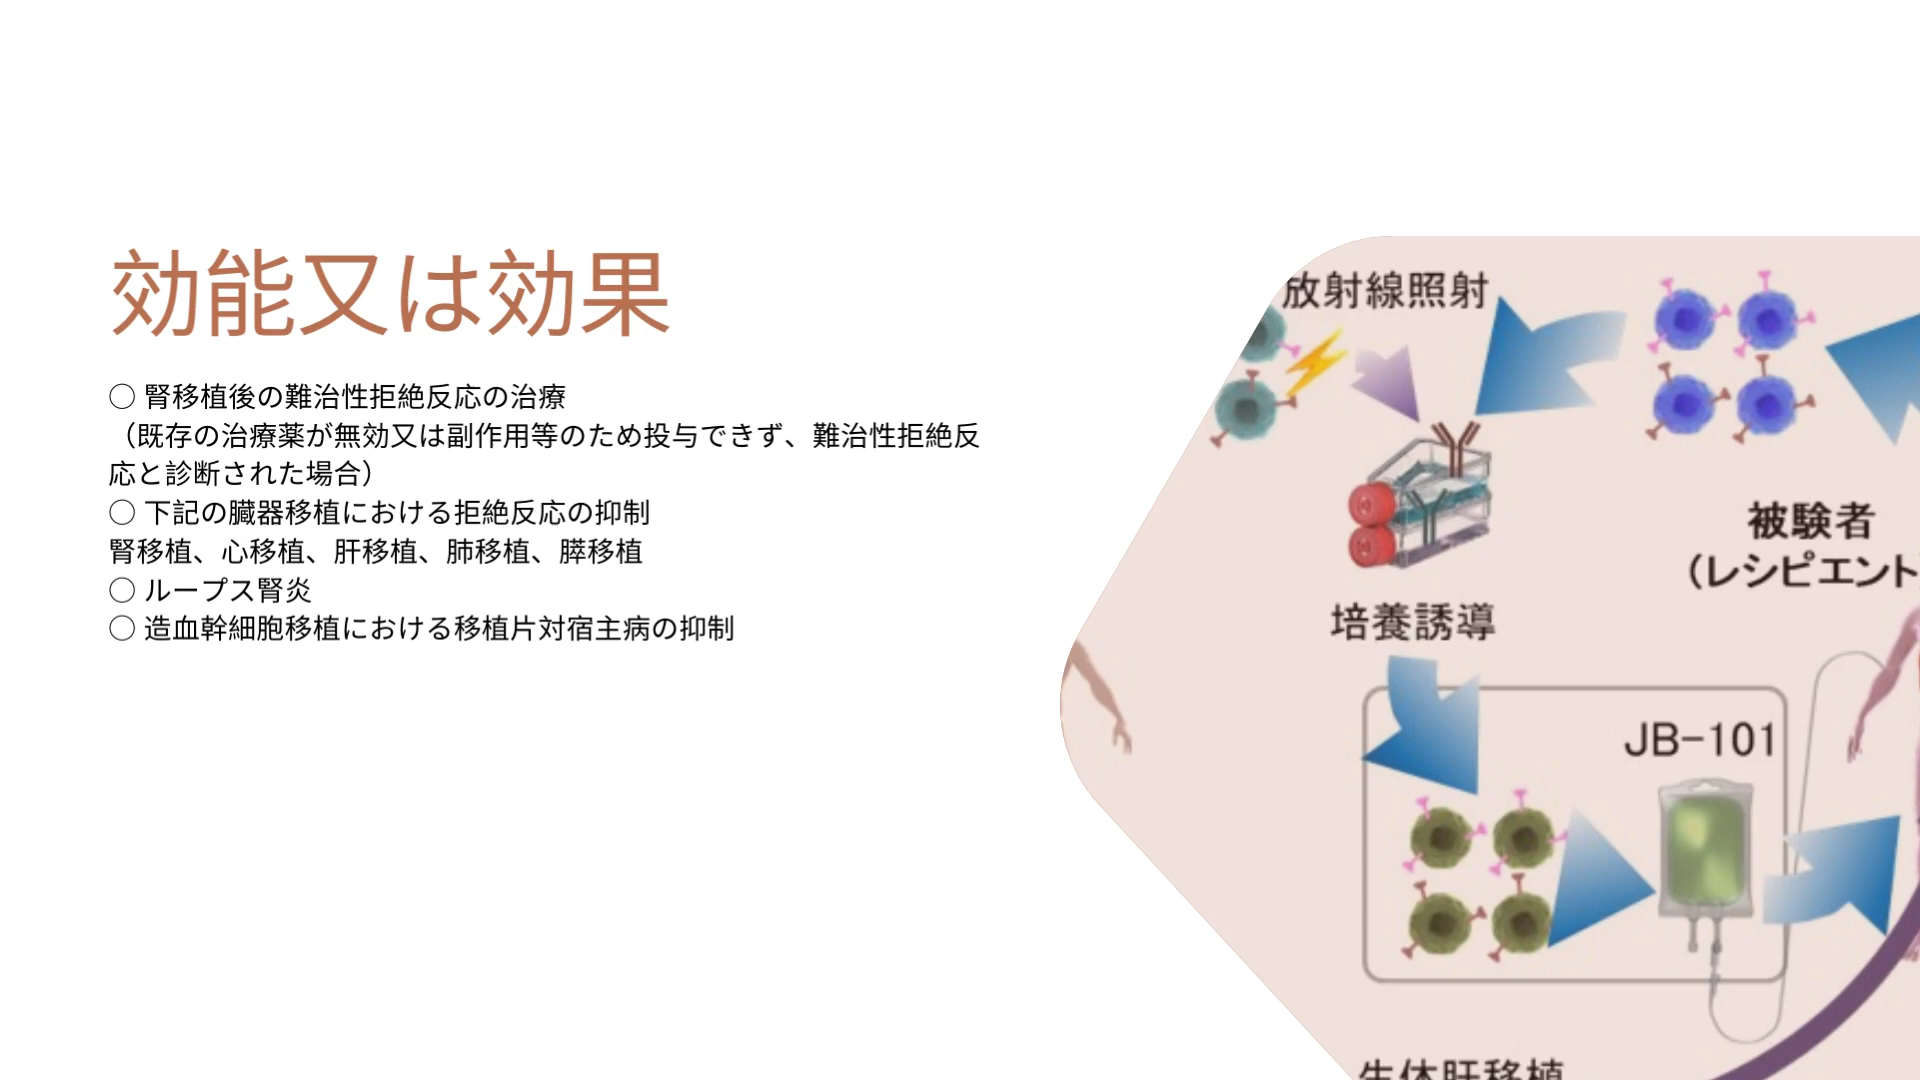 効能又は効果
○ 腎移植後の難治性拒絶反応の治療
（既存の治療薬が無効又は副作用等のため投与できず、難治性拒絶反
応と診断された場合）
○ 下記の臓器移植における拒絶反応の抑制
腎移植、心移植、肝移植、肺移植、膵移植
○ ループス腎炎
○ 造血幹細胞移植における移植片対宿主病の抑制
放射線照射
被験者
（レシピエント
培養誘導
JB-101
生体肝移植